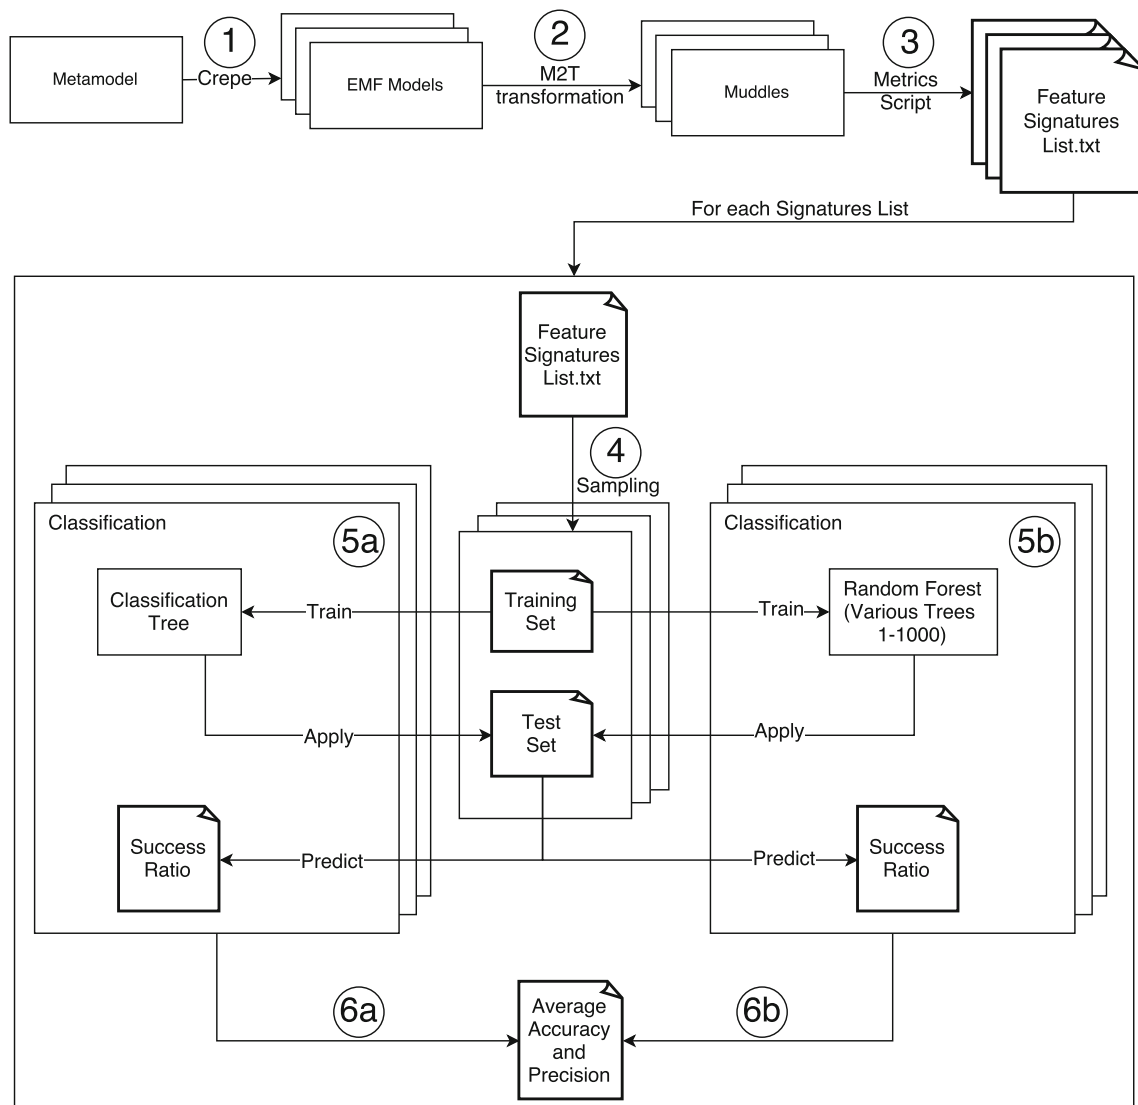 1
2
3
Metamodel
Crepe
EMF Models
M2T
transformation
Muddles
Metrics
Script
Feature
Signatures
List.txt
For each Signatures List
Feature
Signatures
List.txt
4
Sampling
Classification
5a
Classification
5b
Classification
Tree
Train
Training
Set
Train
Random Forest
(Various Trees
1-1000)
Apply
Test
Set
Apply
Success
Ratio
Predict
Predict
Success
Ratio
6a
6b
Average
Accuracy
and
Precision